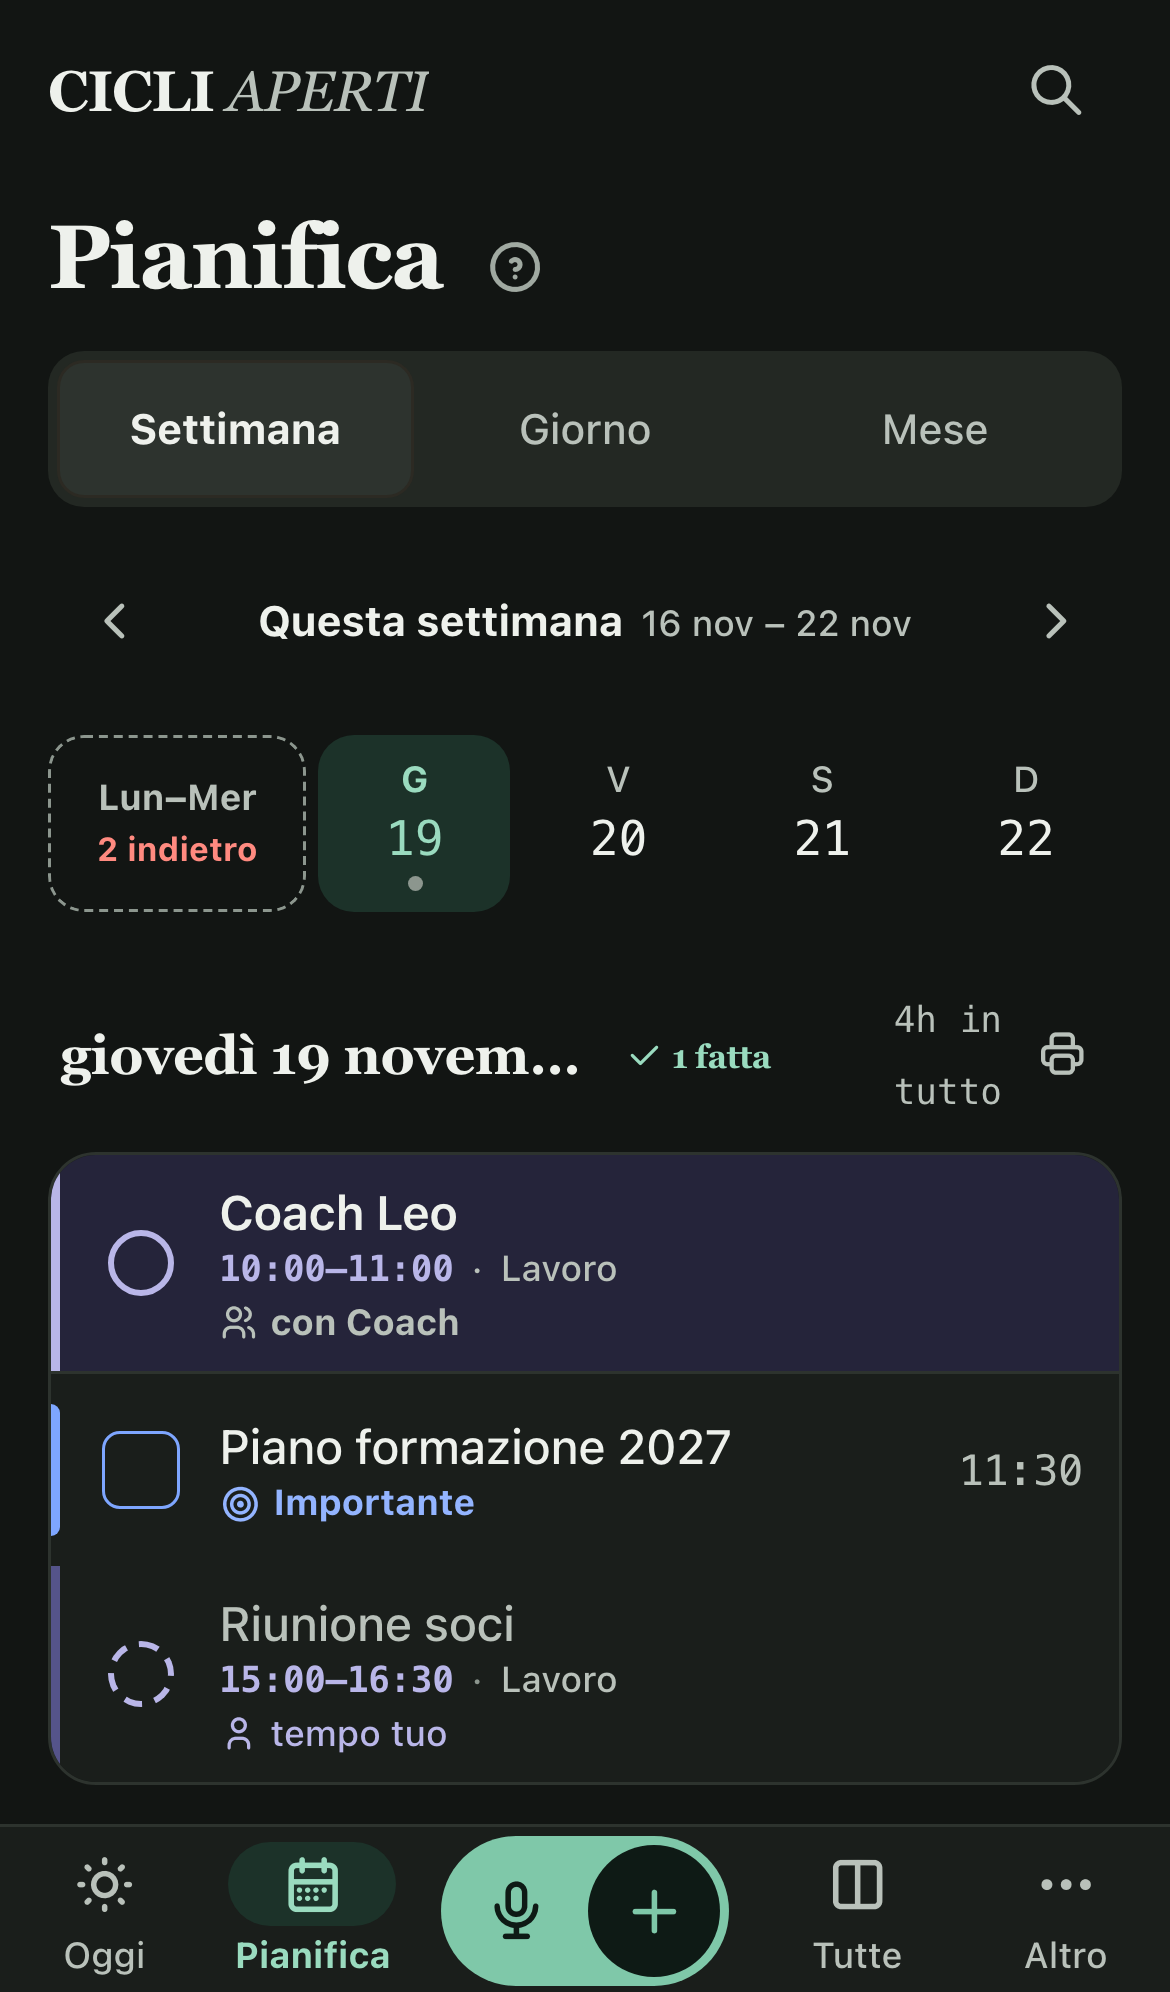 CICLI APERTI
Pianifica
Settimana Giorno Mese
Questa settimana 16 nov – 22 nov
Lun–Mer
2 indietro
G
19
V
20
S
21
D
22
giovedì 19 novem...
1 fatta
4h in
tutto
Coach Leo
10:00–11:00 · Lavoro
con Coach
Piano formazione 2027
11:30
Importante
Riunione soci
15:00–16:30 · Lavoro
tempo tuo
Oggi Pianifica Tutte Altro